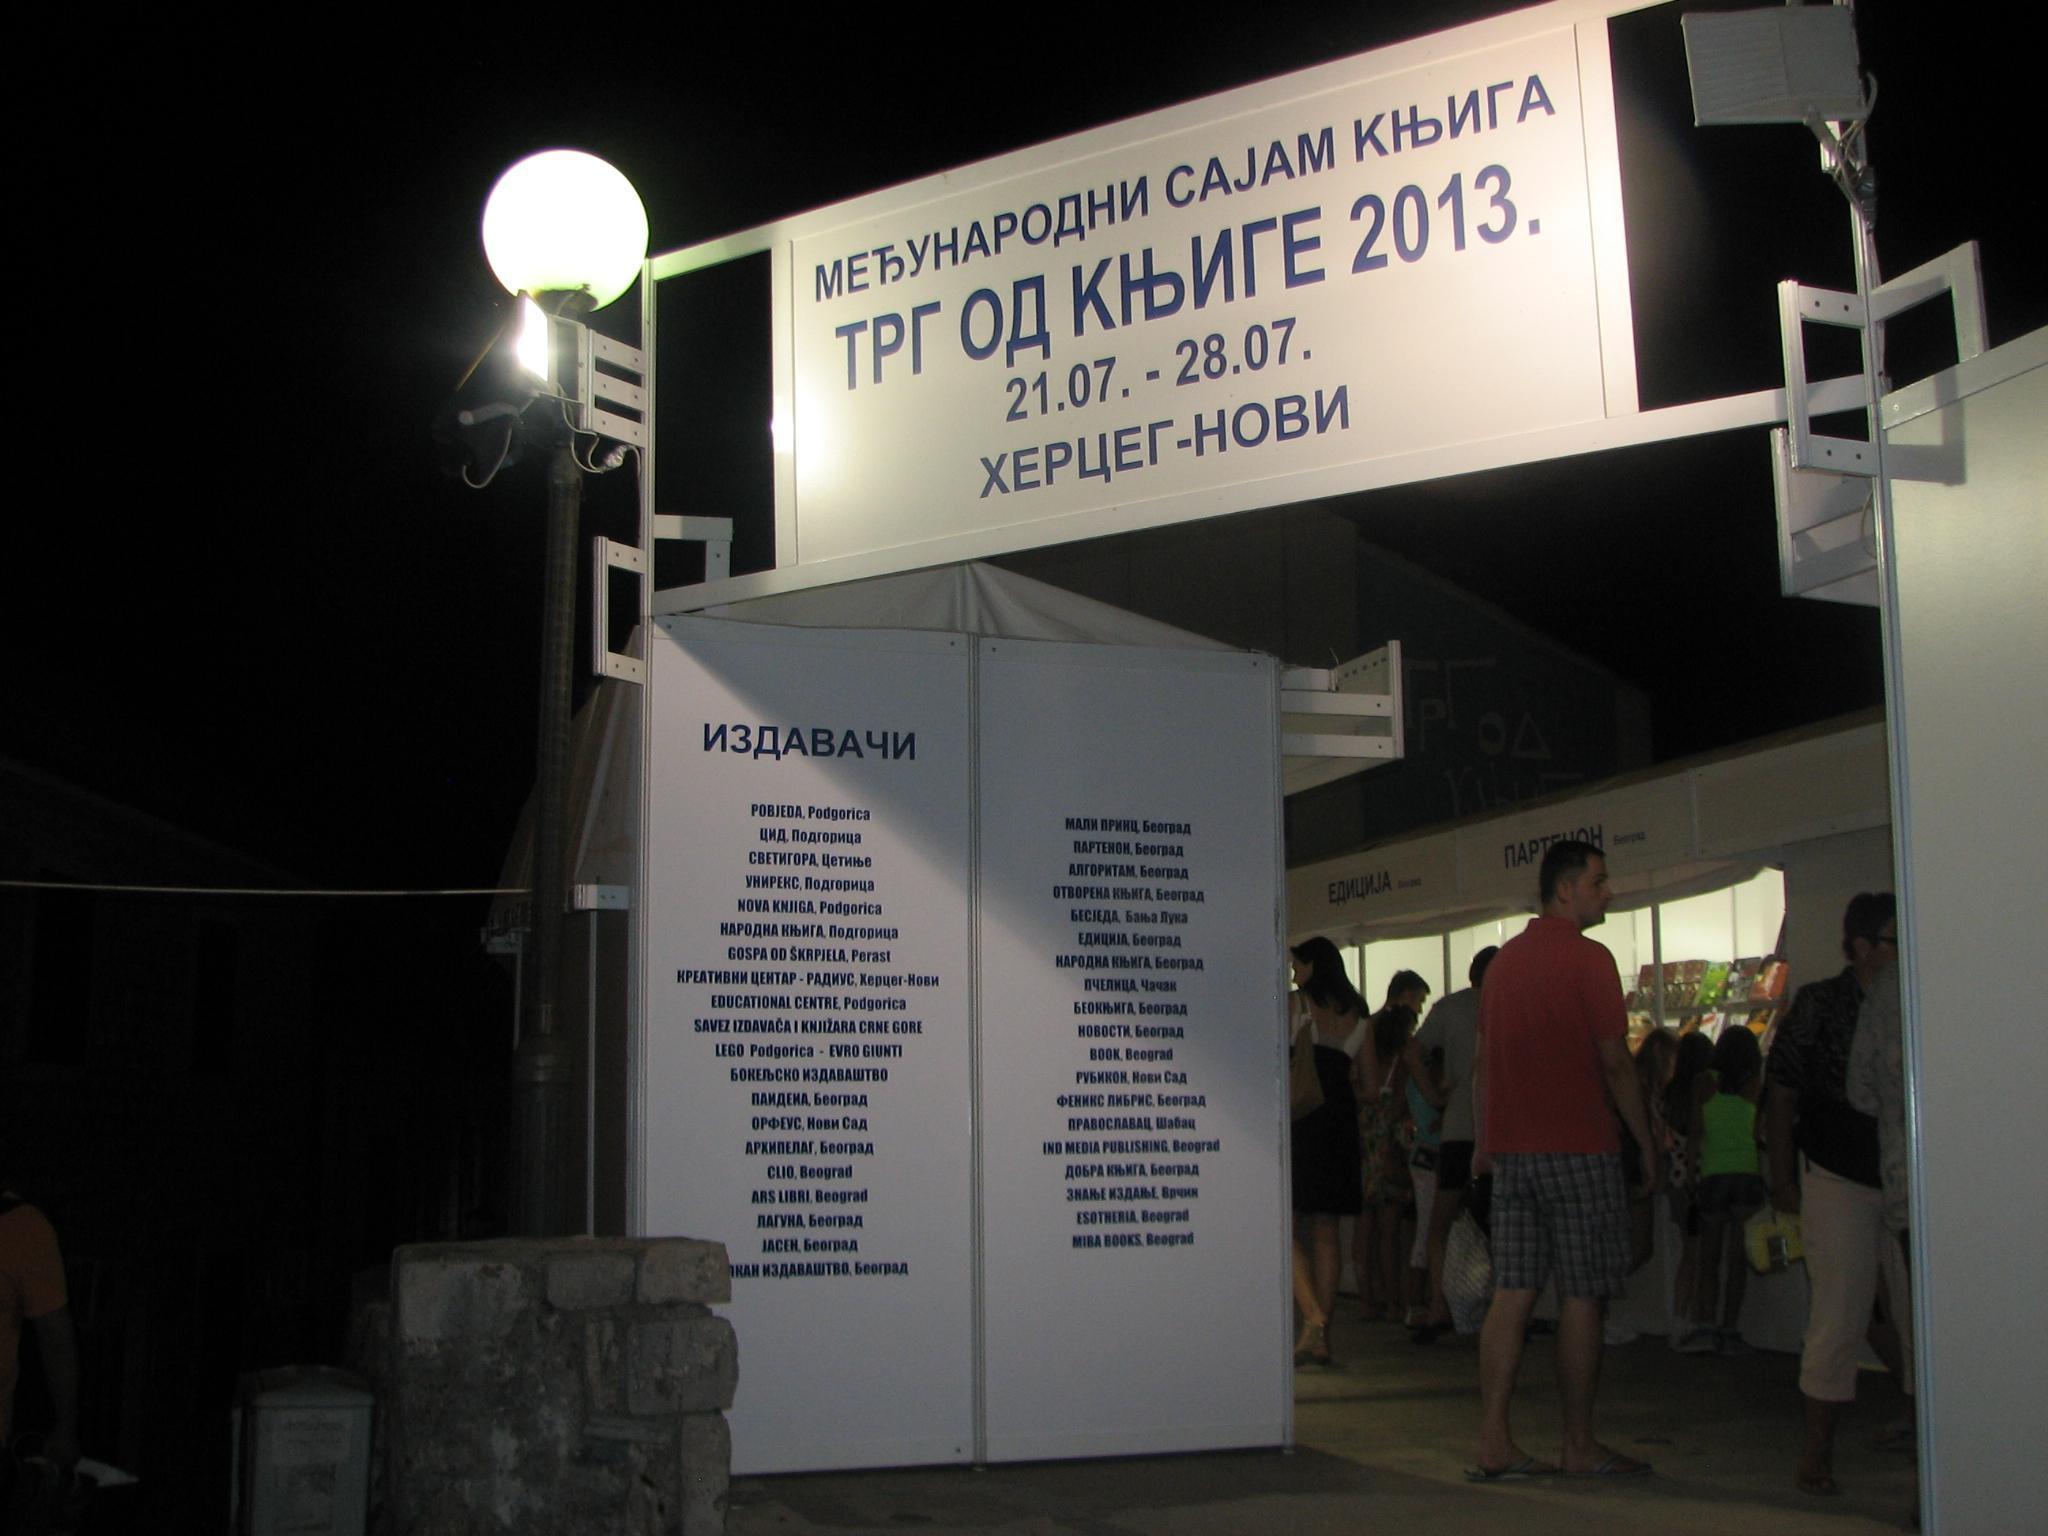 МЕЂУНАРОДНИ САЈАМ КЊИГА
ТРГ ОД КЊИГЕ 2013.
21.07. - 28.07.
ХЕРЦЕГ-НОВИ
ИЗДАВАЧИ
POBJEDA, Podgorica
ЦИД, Подгорица
СВЕТИГОРА, Цетиње
УНИРЕКС, Подгорица
NOVA KNJIGA, Podgorica
НАРОДНА КЊИГА, Подгорица
GOSPA OD ŠKRPJELA, Perast
КРЕАТИВНИ ЦЕНТАР - РАДИУС, Херцег-Нови
EDUCATIONAL CENTRE, Podgorica
SAVEZ IZDAVAČA I KNJIŽARA CRNE GORE
LEGO Podgorica - EVRO GIUNTI
БОКЕЉСКО ИЗДАВАШТВО
ПАИДЕИА, Београд
ОРФЕУС, Нови Сад
АРХИПЕЛАГ, Београд
CLIO, Beograd
ARS LIBRI, Beograd
ЛАГУНА, Београд
ЈАСЕН, Београд
ЛКАН ИЗДАВАШТВО, Београд
МАЛИ ПРИНЦ, Београд
ПАРТЕНОН, Београд
АЛГОРИТАМ, Београд
ОТВОРЕНА КЊИГА, Београд
БЕСЈЕДА, Бања Лука
ЕДИЦИЈА, Београд
НАРОДНА КЊИГА, Београд
ПЧЕЛИЦА, Чачак
БЕОКЊИГА, Београд
НОВОСТИ, Београд
BOOK, Beograd
РУБИКОН, Нови Сад
ФЕНИКС ЛИБРИС, Београд
ПРАВОСЛАВАЦ, Шабац
IND MEDIA PUBLISHING, Beograd
ДОБРА КЊИГА, Београд
ЗНАЊЕ ИЗДАЊЕ, Врчин
ESOTHERIA, Beograd
MIBA BOOKS, Beograd
ТРГ ОД
ЕДИЦИЈА Београд
ПАРТЕНОН Београд